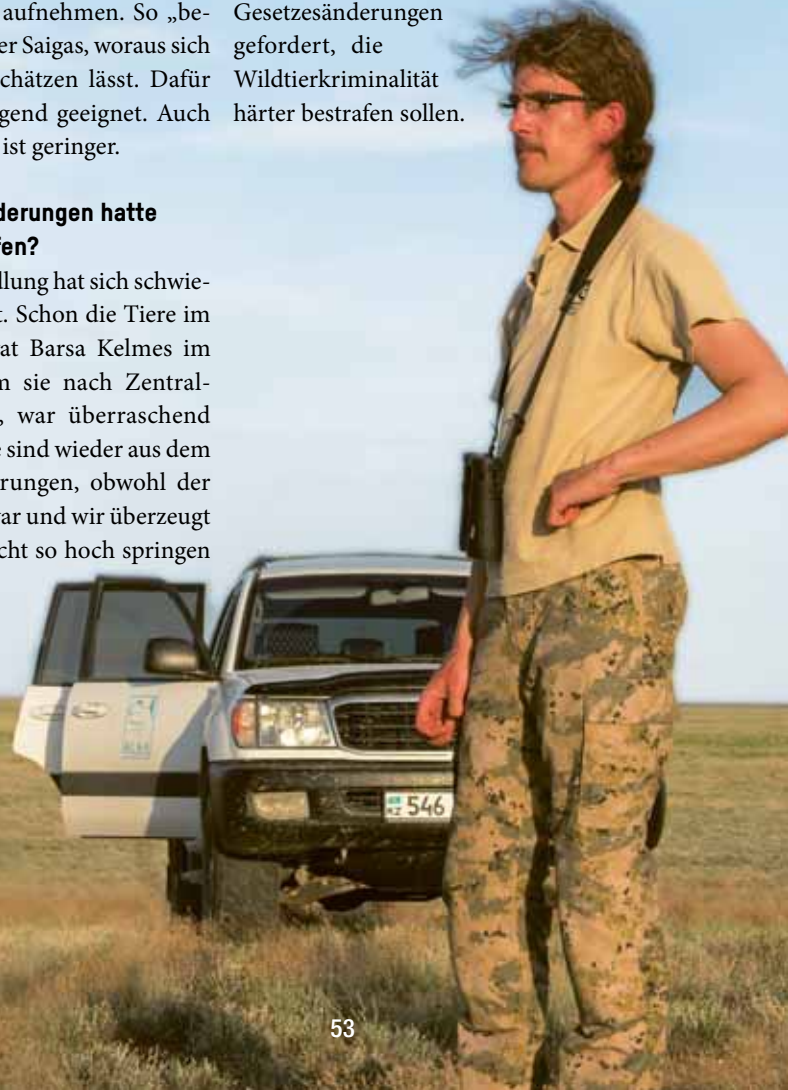 aufnehmen. So „be-
er Saigas, woraus sich
chätzen lässt. Dafür
gend geeignet. Auch
ist geringer.
derungen hatte
fen?
dlung hat sich schwie-
t. Schon die Tiere im
at Barsa Kelmes im
m sie nach Zentral-
, war überraschend
e sind wieder aus dem
rungen, obwohl der
ar und wir überzeugt
cht so hoch springen
Gesetzesänderungen
gefordert, die
Wildtierkriminalität
härter bestrafen sollen.
KZ 546
53